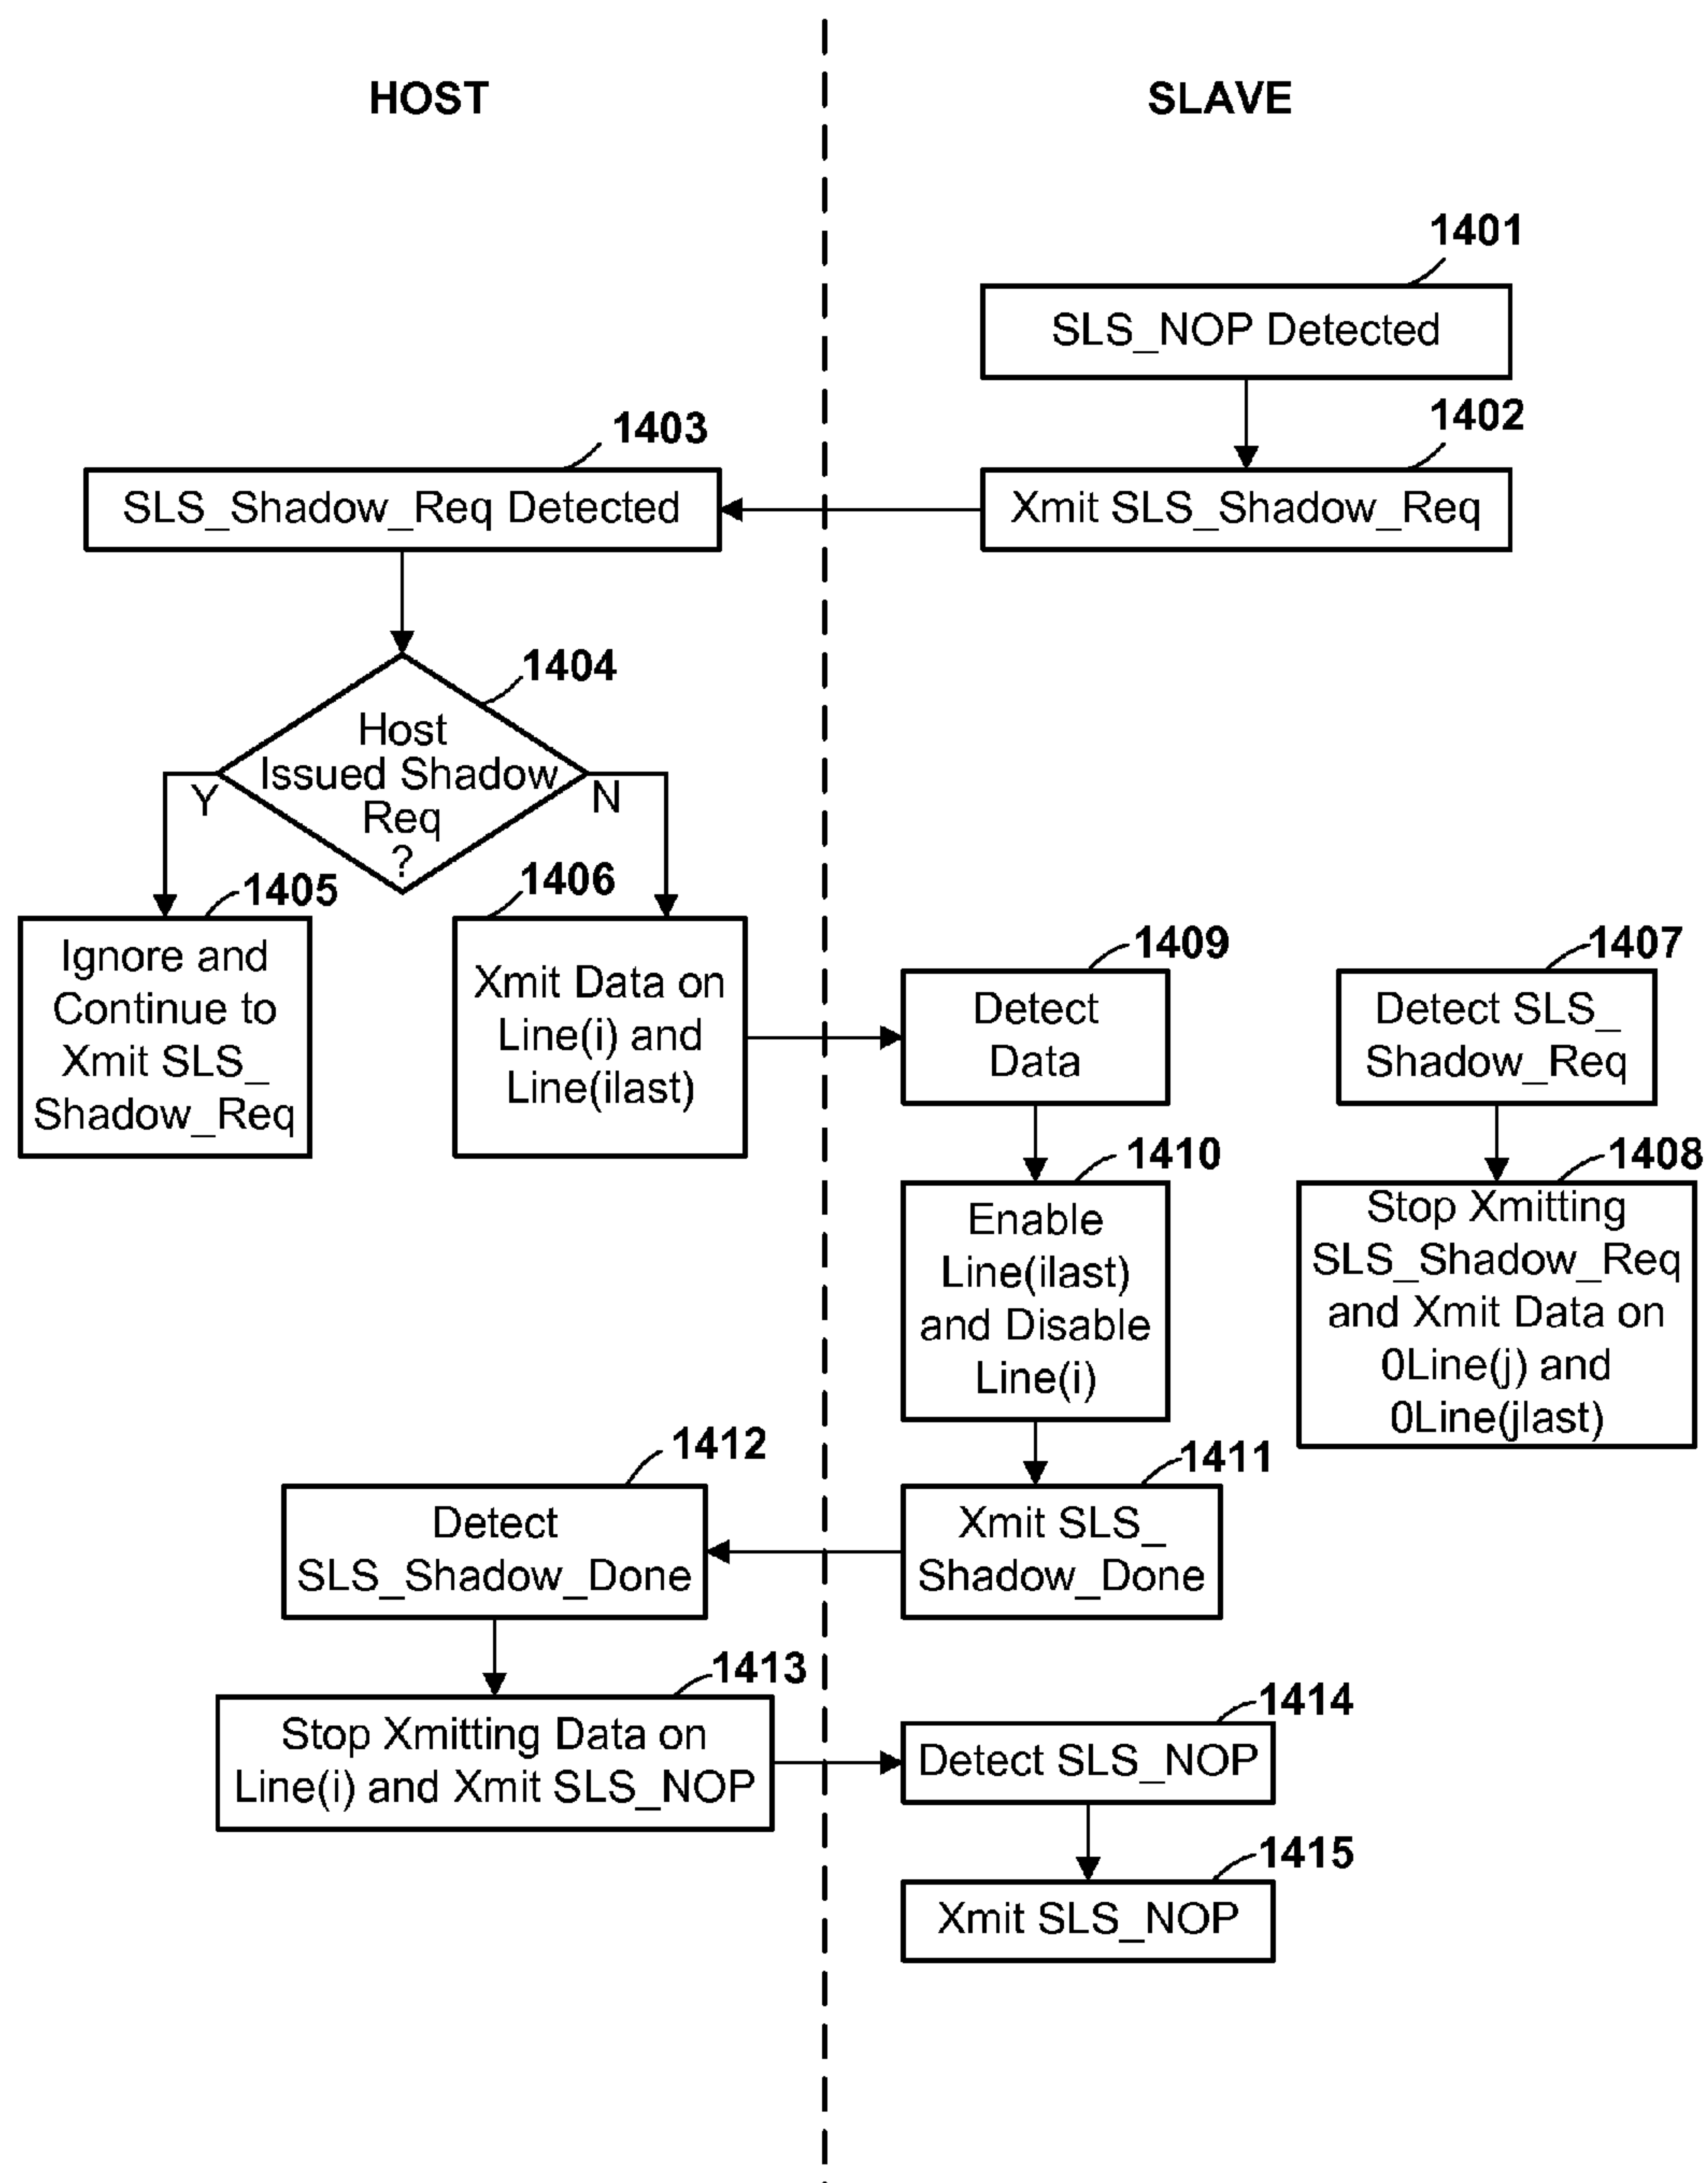 HOST
SLAVE
1401
SLS_NOP Detected
1402
Xmit SLS_Shadow_Req
1403
SLS_Shadow_Req Detected
1404
Host
Issued Shadow
Req
?
Y
N
1405
Ignore and
Continue to
Xmit SLS_
Shadow_Req
1406
Xmit Data on
Line(i) and
Line(ilast)
1409
Detect
Data
1407
Detect SLS_
Shadow_Req
1410
Enable
Line(ilast)
and Disable
Line(i)
1408
Stop Xmitting
SLS_Shadow_Req
and Xmit Data on
0Line(j) and
0Line(jlast)
1412
Detect
SLS_Shadow_Done
1411
Xmit SLS_
Shadow_Done
1413
Stop Xmitting Data on
Line(i) and Xmit SLS_NOP
1414
Detect SLS_NOP
1415
Xmit SLS_NOP